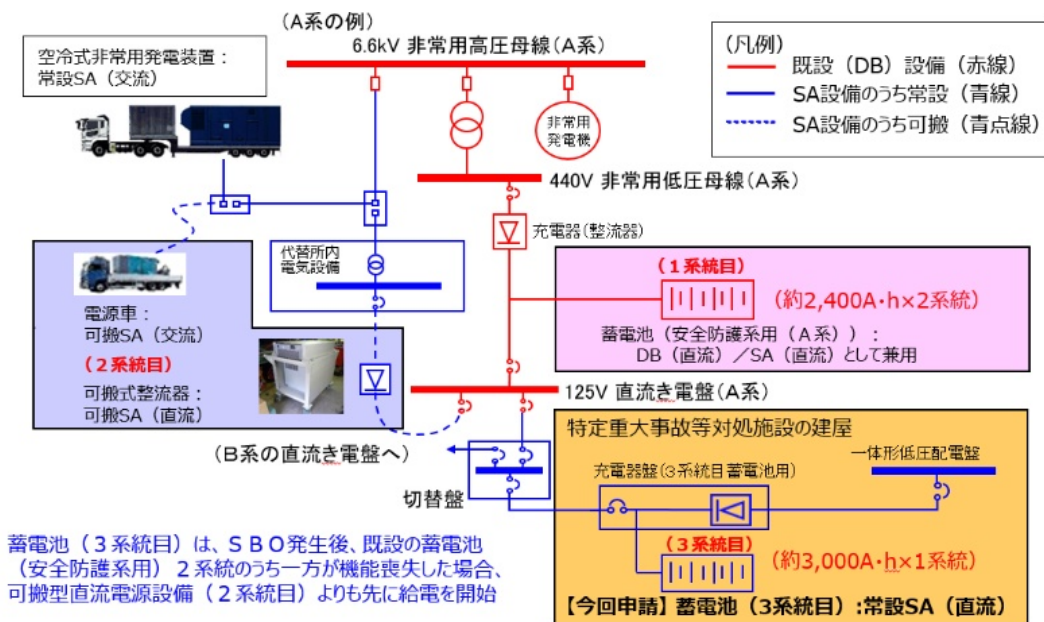 (A系の例)
6.6kV 非常用高圧母線(A系)
空冷式非常用発電装置：
常設SA（交流）
(凡例)
既設（DB）設備（赤線）
SA設備のうち常設（青線）
SA設備のうち可搬（青点線）
非常用
発電機
440V 非常用低圧母線(A系)
充電器(整流器)
代替所内
電気設備
電源車：
可搬SA（交流）
(２系統目)
可搬式整流器：
可搬SA（直流）
(１系統目)
(約2,400A･h×2系統)
蓄電池（安全防護系用（A系））：
DB（直流）／SA（直流）として兼用
125V 直流き電盤(A系)
(B系の直流き電盤へ)
切替盤
特定重大事故等対処施設の建屋
一体形低圧配電盤
充電器盤(3系統目蓄電池用)
(３系統目)
(約3,000A･h×1系統)
【今回申請】蓄電池（3系統目）:常設SA（直流）
蓄電池（３系統目）は、ＳＢＯ発生後、既設の蓄電池
（安全防護系用）２系統のうち一方が機能喪失した場合、
可搬型直流電源設備（２系統目）よりも先に給電を開始